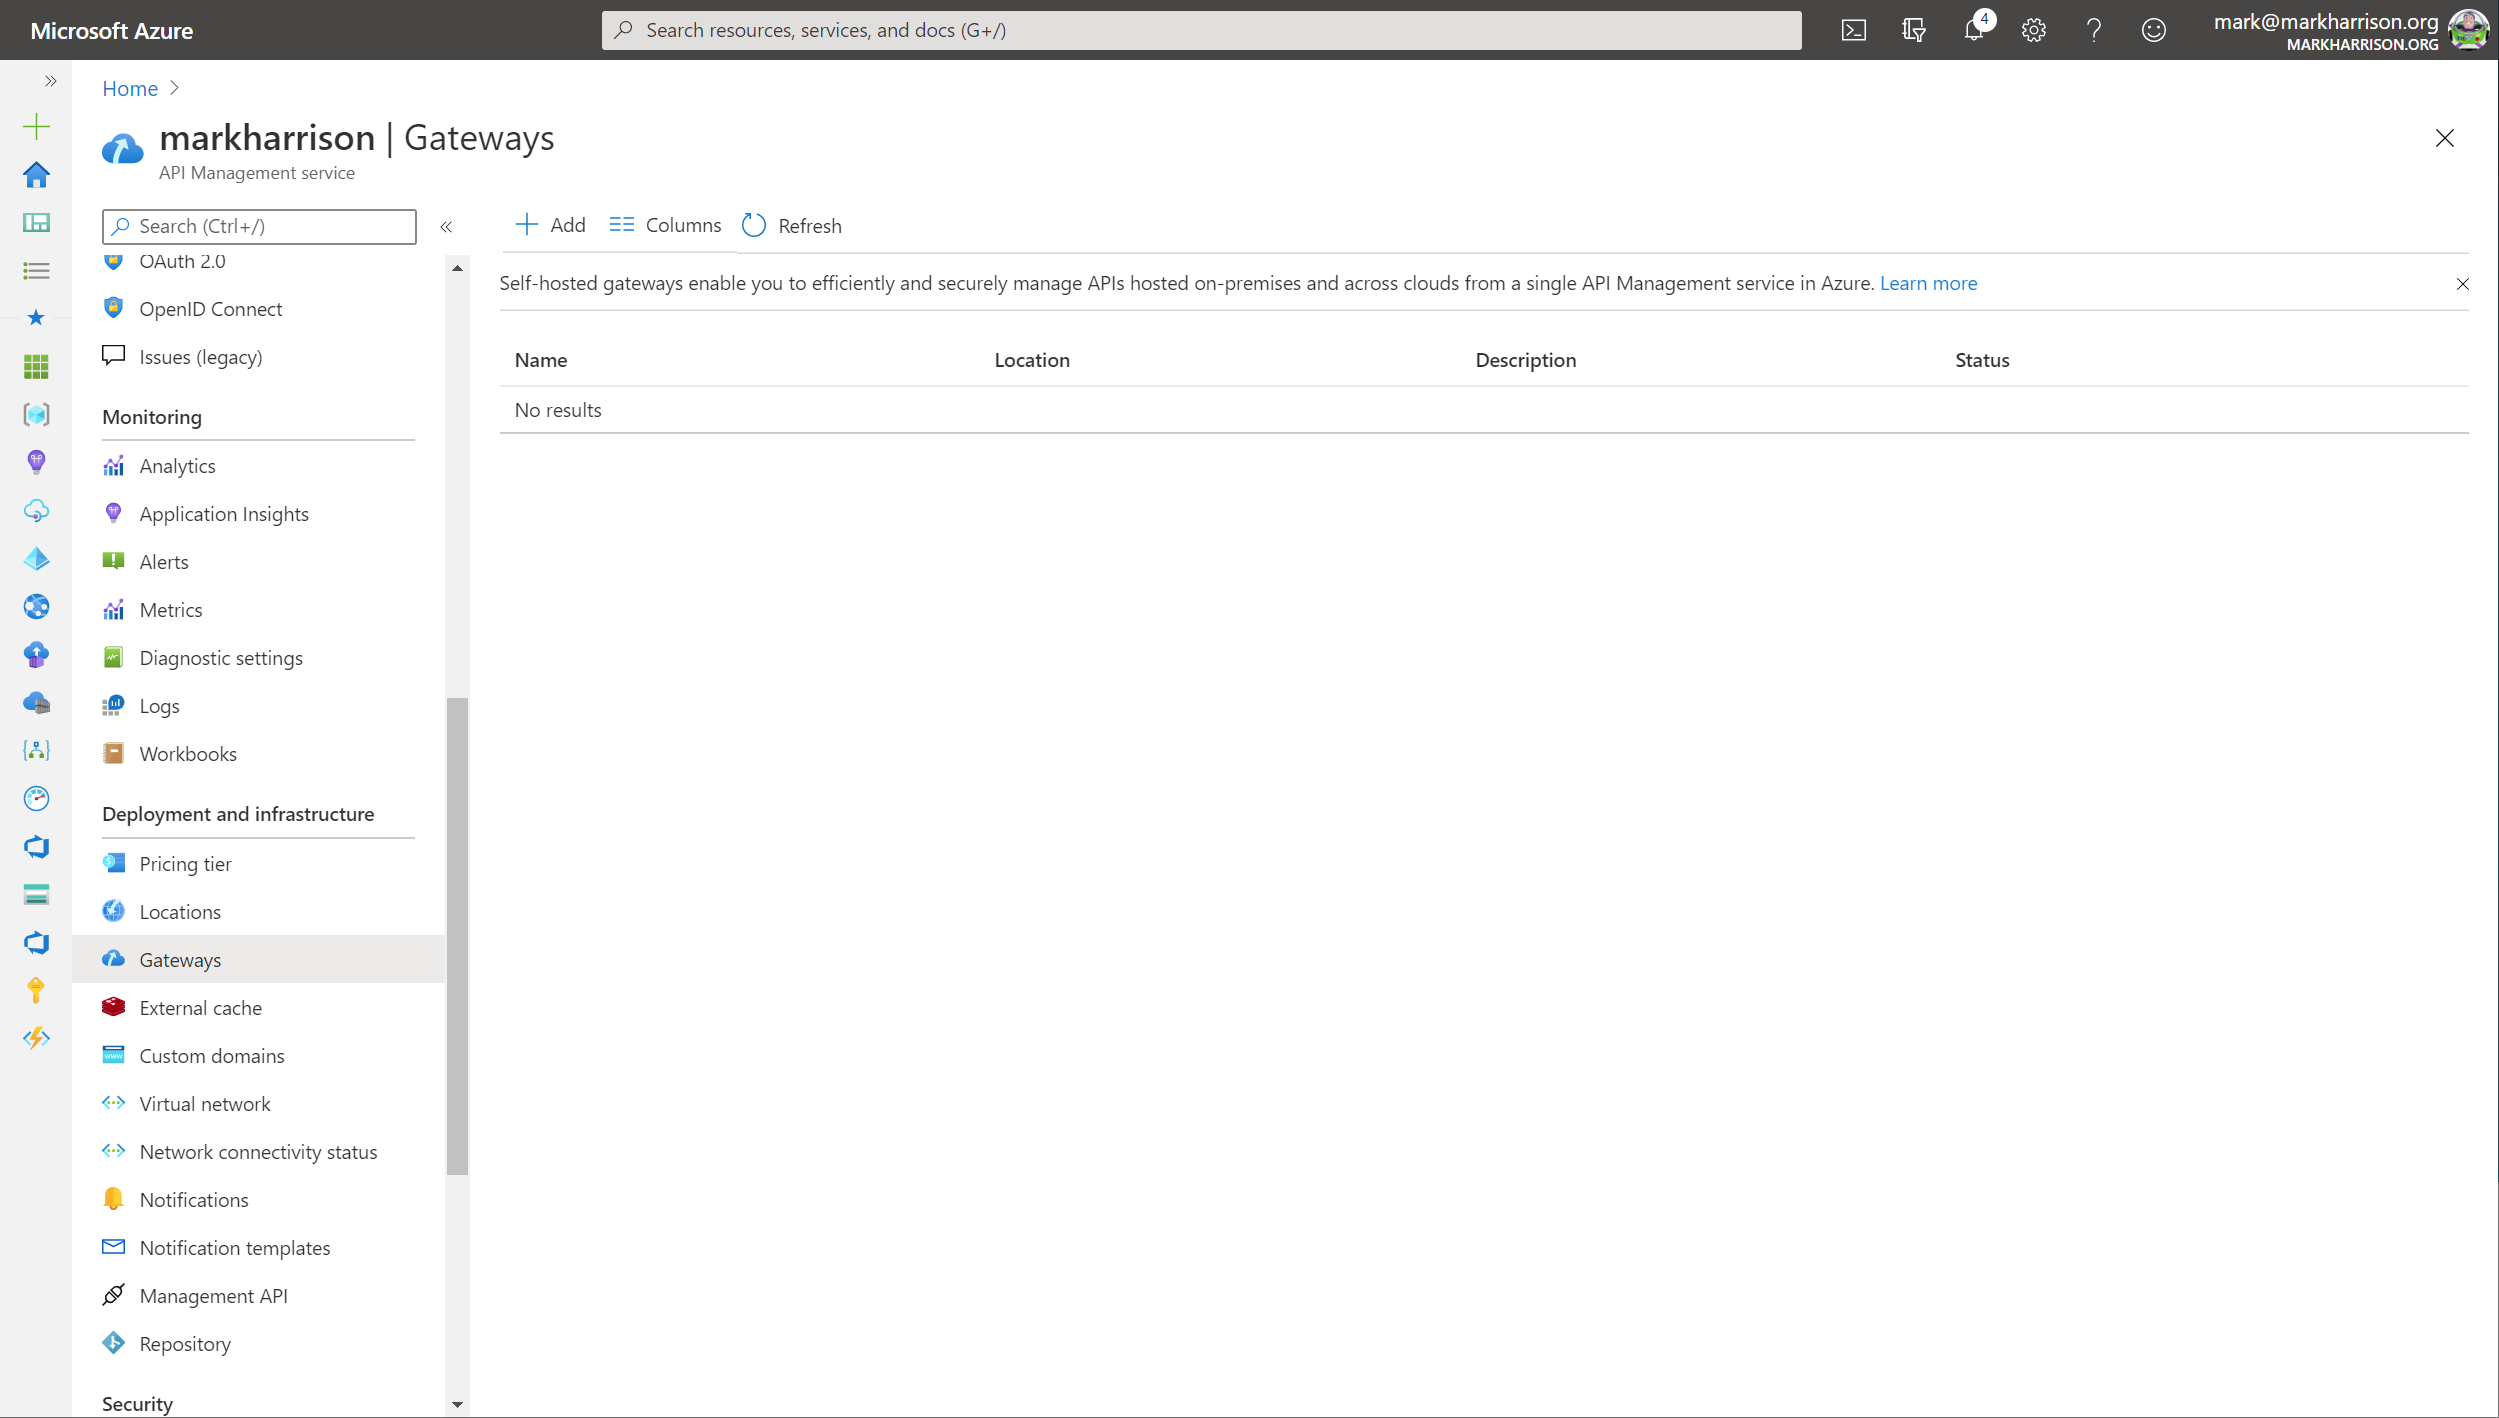 Microsoft Azure
Search resources, services, and docs (G+/)
4
mark@markharrison.org
MARKHARRISON.ORG
Home
markharrison | Gateways
API Management service
Search (Ctrl+/)
Add
Columns
Refresh
OAuth 2.0
OpenID Connect
Issues (legacy)
Monitoring
Analytics
Application Insights
Alerts
Metrics
Diagnostic settings
Logs
Workbooks
Deployment and infrastructure
Pricing tier
Locations
Gateways
External cache
Custom domains
Virtual network
Network connectivity status
Notifications
Notification templates
Management API
Repository
Security
Self-hosted gateways enable you to efficiently and securely manage APIs hosted on-premises and across clouds from a single API Management service in Azure. Learn more
Name Location Description Status
No results